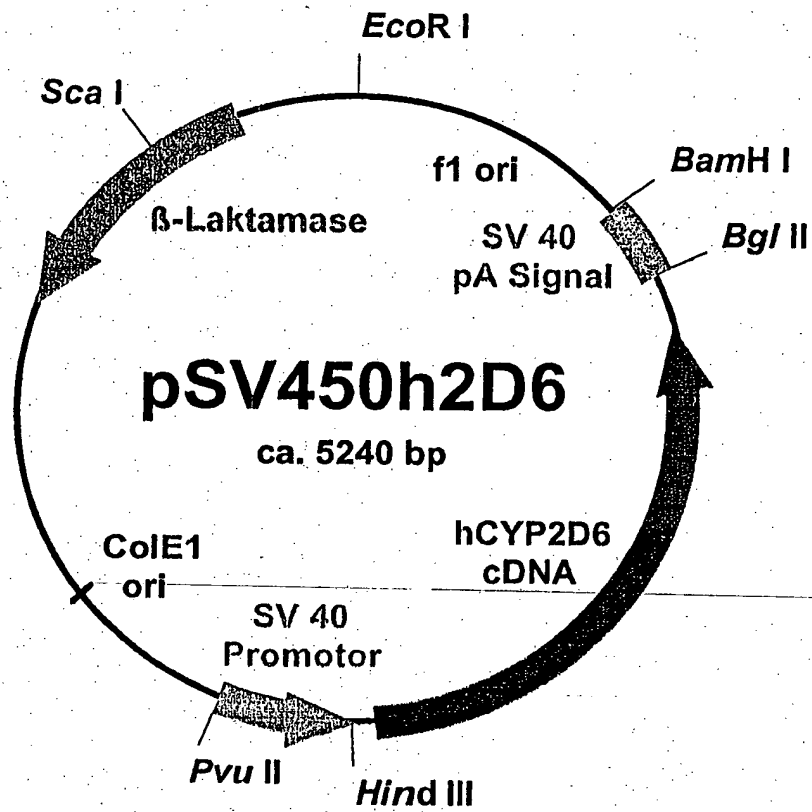 EcoR I
Sca I
f1 ori
BamH I
ß-Laktamase
SV 40
pA Signal
Bgl II
pSV450h2D6
ca. 5240 bp
ColE1
ori
hCYP2D6
cDNA
SV 40
Promotor
Pvu II
Hind III